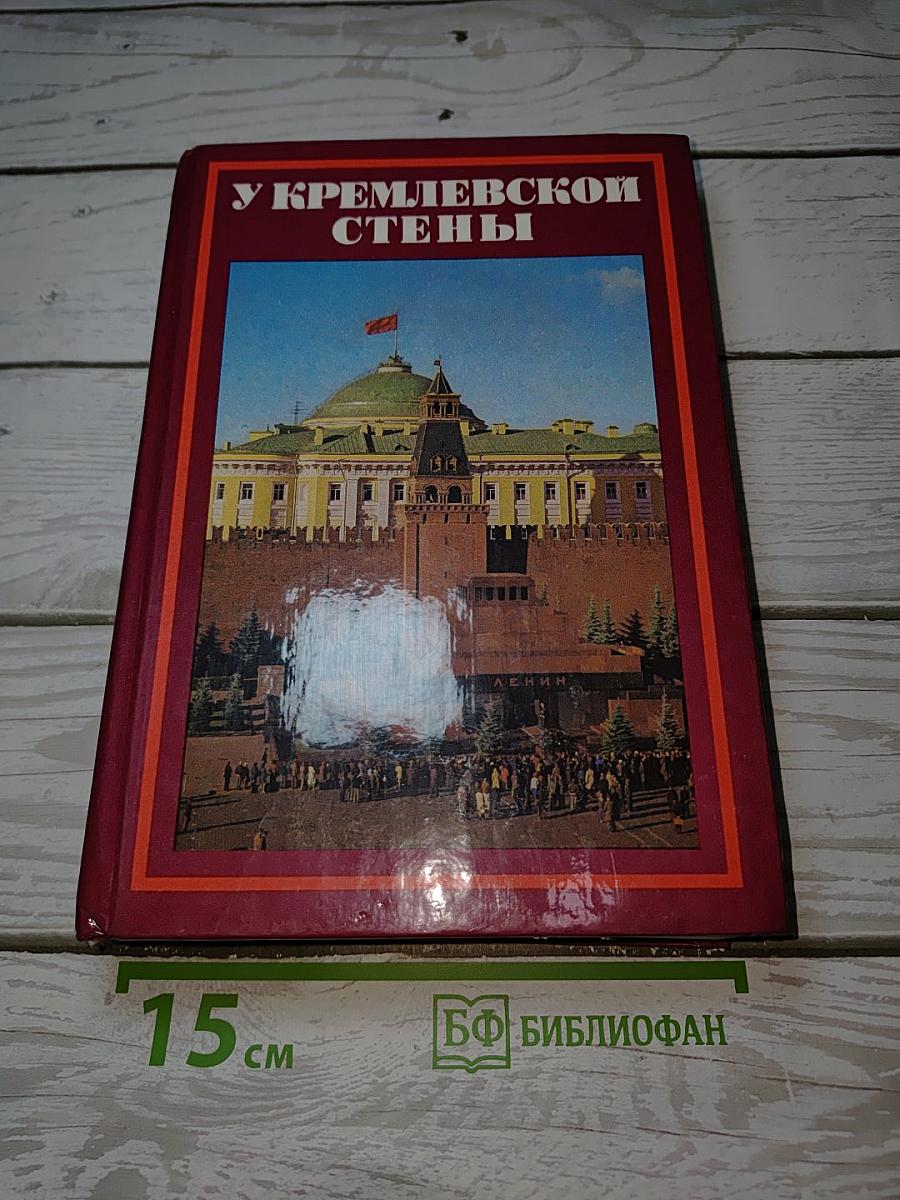 У КРЕМЛЕВСКОЙ
СТЕНЫ
ЛЕНИН
15 см
БФ БИБЛИОФАН